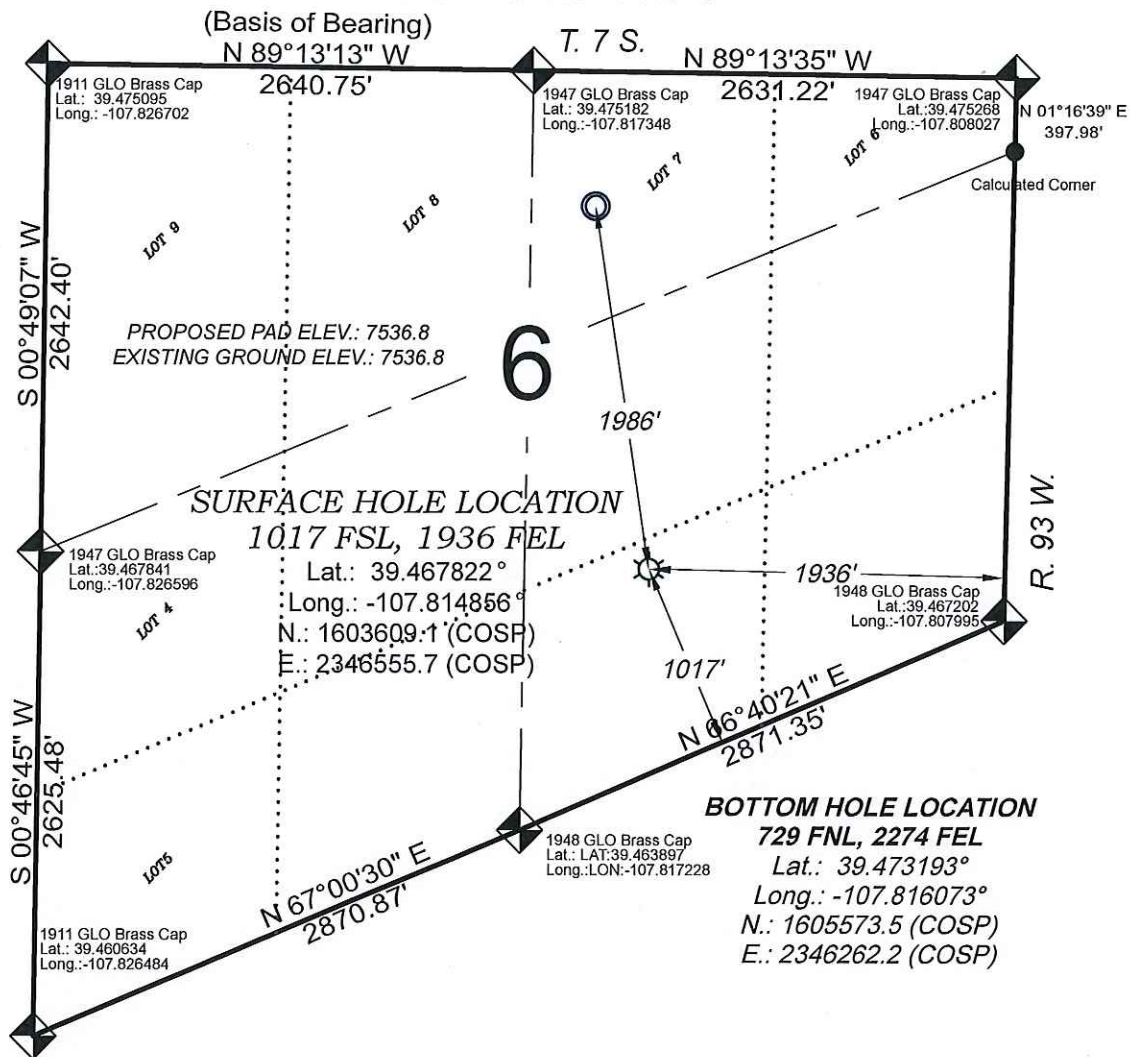 (Basis of Bearing)
N 89°13'13" W
2640.75'
T. 7 S.
N 89°13'35" W
2631.22'
1911 GLO Brass Cap
Lat.: 39.475095
Long.: -107.826702
1947 GLO Brass Cap
Lat.: 39.475182
Long.: -107.817348
1947 GLO Brass Cap
Lat.:39.475268
Long.:-107.808027
N 01°16'39" E
397.98'
Calculated Corner
LOT 9
LOT 8
LOT 7
LOT 6
S 00°49'07" W
2642.40'
PROPOSED PAD ELEV.: 7536.8
EXISTING GROUND ELEV.: 7536.8
6
1986'
SURFACE HOLE LOCATION
1017 FSL, 1936 FEL
Lat.: 39.467822°
Long.: -107.814856°
N.: 1603609.1 (COSP)
E.: 2346555.7 (COSP)
R. 93 W.
1947 GLO Brass Cap
Lat.:39.467841
Long.:-107.826596
1936'
1948 GLO Brass Cap
Lat.:39.467202
Long.:-107.807995
LOT 4
1017'
N 66°40'21" E
2871.35'
S 00°46'45" W
2625.48'
LOT5
1948 GLO Brass Cap
Lat.: LAT:39.463897
Long.:LON:-107.817228
N 67°00'30" E
2870.87'
1911 GLO Brass Cap
Lat.: 39.460634
Long.:-107.826484
BOTTOM HOLE LOCATION
729 FNL, 2274 FEL
Lat.: 39.473193°
Long.: -107.816073°
N.: 1605573.5 (COSP)
E.: 2346262.2 (COSP)